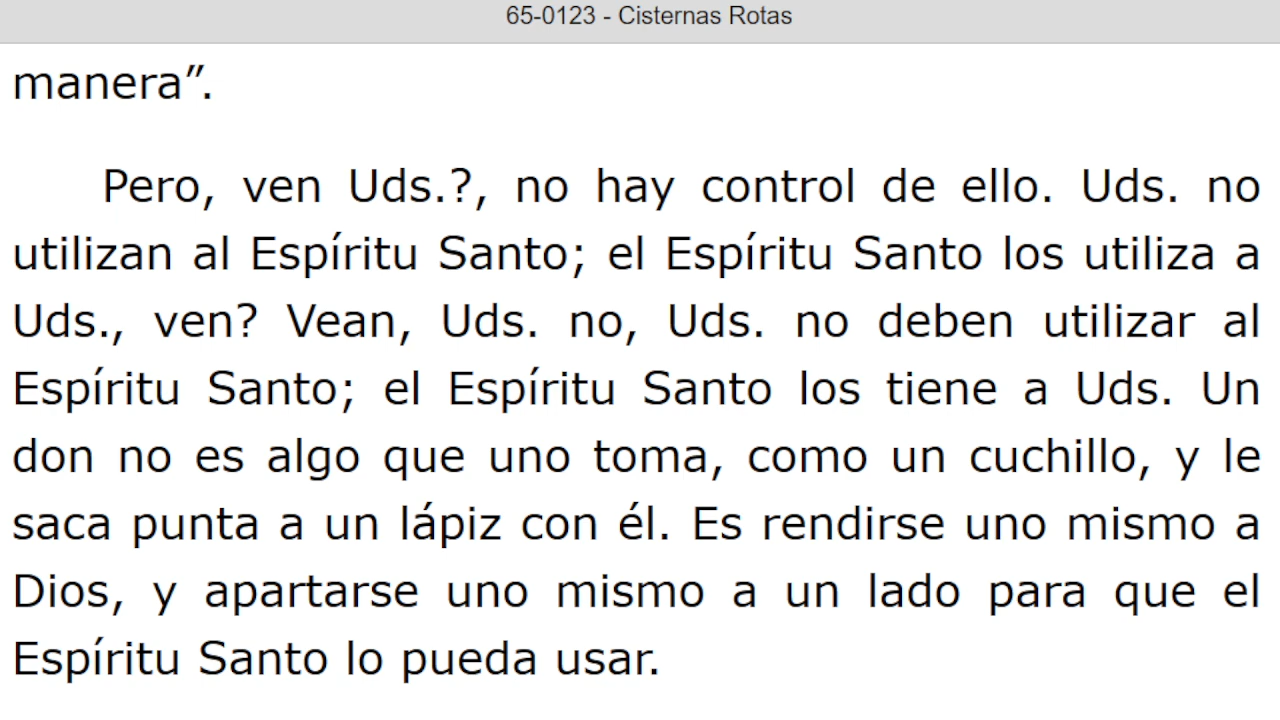 65-0123 - Cisternas Rotas
manera”.
Pero, ven Uds.?, no hay control de ello. Uds. no
utilizan al Espíritu Santo; el Espíritu Santo los utiliza a
Uds., ven? Vean, Uds. no, Uds. no deben utilizar al
Espíritu Santo; el Espíritu Santo los tiene a Uds. Un
don no es algo que uno toma, como un cuchillo, y le
saca punta a un lápiz con él. Es rendirse uno mismo a
Dios, y apartarse uno mismo a un lado para que el
Espíritu Santo lo pueda usar.